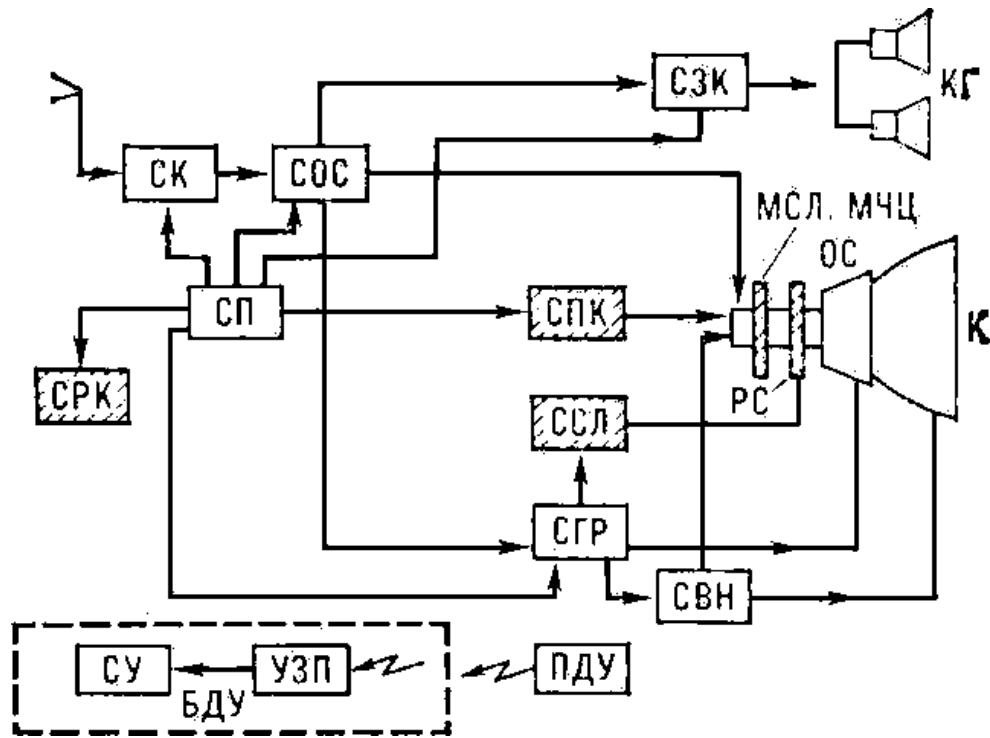 СЗК
КГ
СК
СОС
МСЛ. МЧЦ
ОС
СП
СПК
К
СРК
РС
ССЛ
СГР
СВН
СУ
УЗП
ПДУ
БДУ